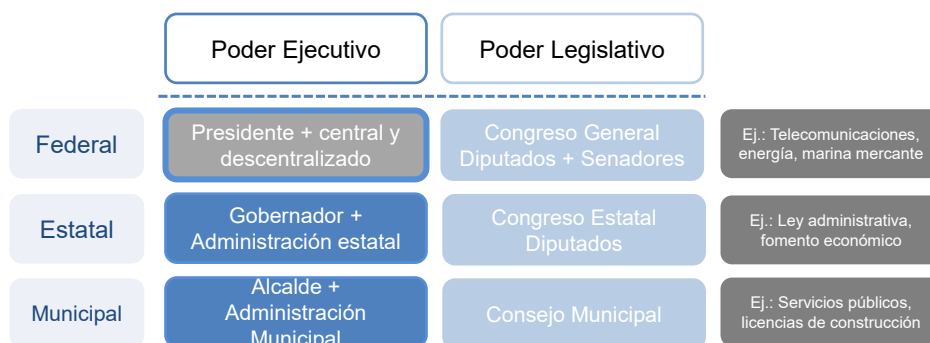 Poder Ejecutivo
Poder Legislativo
Federal
Presidente + central y
descentralizado
Congreso General
Diputados + Senadores
Ej.: Telecomunicaciones,
energía, marina mercante
Estatal
Gobernador +
Administración estatal
Congreso Estatal
Diputados
Ej.: Ley administrativa,
fomento económico
Municipal
Alcalde +
Administración
Municipal
Consejo Municipal
Ej.: Servicios públicos,
licencias de construcción